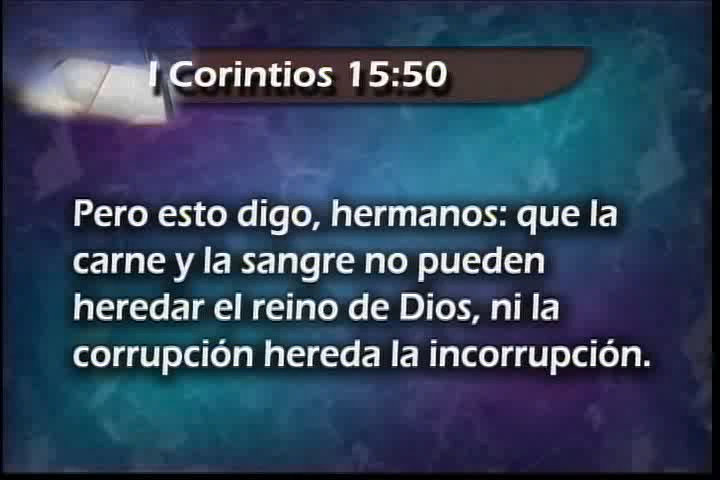 I Corintios 15:50
Pero esto digo, hermanos: que la
carne y la sangre no pueden
heredar el reino de Dios, ni la
corrupción hereda la incorrupción.